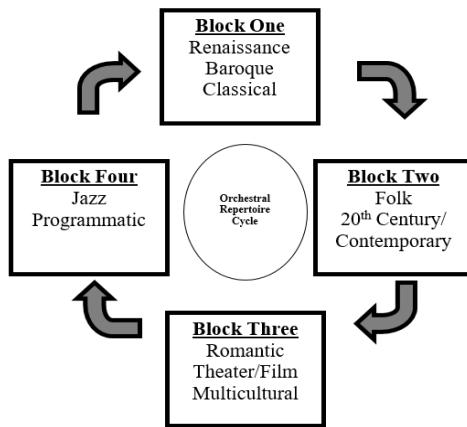 Block One
Renaissance
Baroque
Classical
Block Four
Jazz
Programmatic
Orchestral
Repertoire
Cycle
Block Two
Folk
20th Century/
Contemporary
Block Three
Romantic
Theater/Film
Multicultural